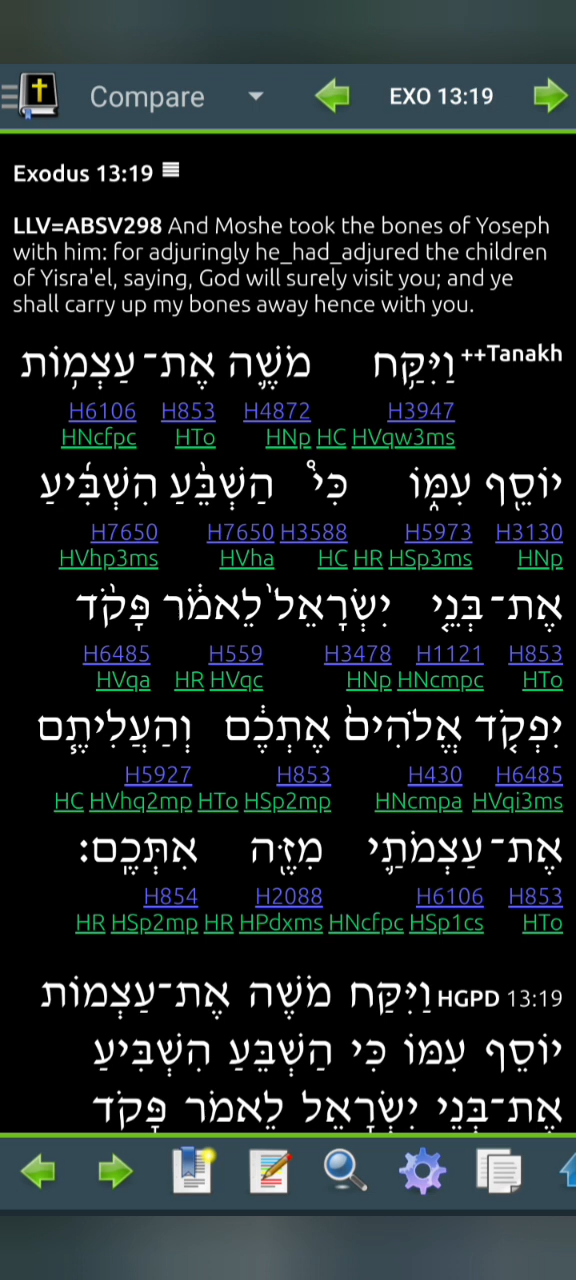 Compare EXO 13:19
Exodus 13:19
LLV=ABSV298 And Moshe took the bones of Yoseph
with him: for adjuringly he_had_adjured the children
of Yisra'el, saying, God will surely visit you; and ye
shall carry up my bones away hence with you.
++Tanakh וַיִּקַּ֥ח מֹשֶׁ֛ה אֶת־עַצְמ֥וֹת
H3947 H4872 H853 H6106
HC HVqw3ms HNp HTo HNcfpc
יוֹסֵ֖ף עִמּ֑וֹ כִּי֩ הַשְׁבֵּ֨עַ הִשְׁבִּ֜יעַ
H3130 H5973 H3588 H7650 H7650
HNp HR HSp3ms HC HVha HVhp3ms
אֶת־בְּנֵ֤י יִשְׂרָאֵל֙ לֵאמֹ֔ר פָּקֹ֨ד
H853 H1121 H3478 H559 H6485
HTo HNcmpc HNp HR HVqc HVqa
יִפְקֹ֤ד אֱלֹהִים֙ אֶתְכֶ֔ם וְהַעֲלִיתֶ֧ם
H6485 H430 H853 H5927
HVqi3ms HNcmpa HTo HSp2mp HC HVhq2mp
אֶת־עַצְמֹתַ֛י מִזֶּ֖ה אִתְּכֶֽם׃
H853 H6106 H2088 H854
HTo HNcfpc HSp1cs HR HPdxms HR HSp2mp
HGPD 13:19 וַיִּקַּח מֹשֶׁה אֶת־עַצְמוֹת
יוֹסֵף עִמּוֹ כִּי הַשְׁבֵּעַ הִשְׁבִּיעַ
אֶת־בְּנֵי יִשְׂרָאֵל לֵאמֹר פָּקֹד